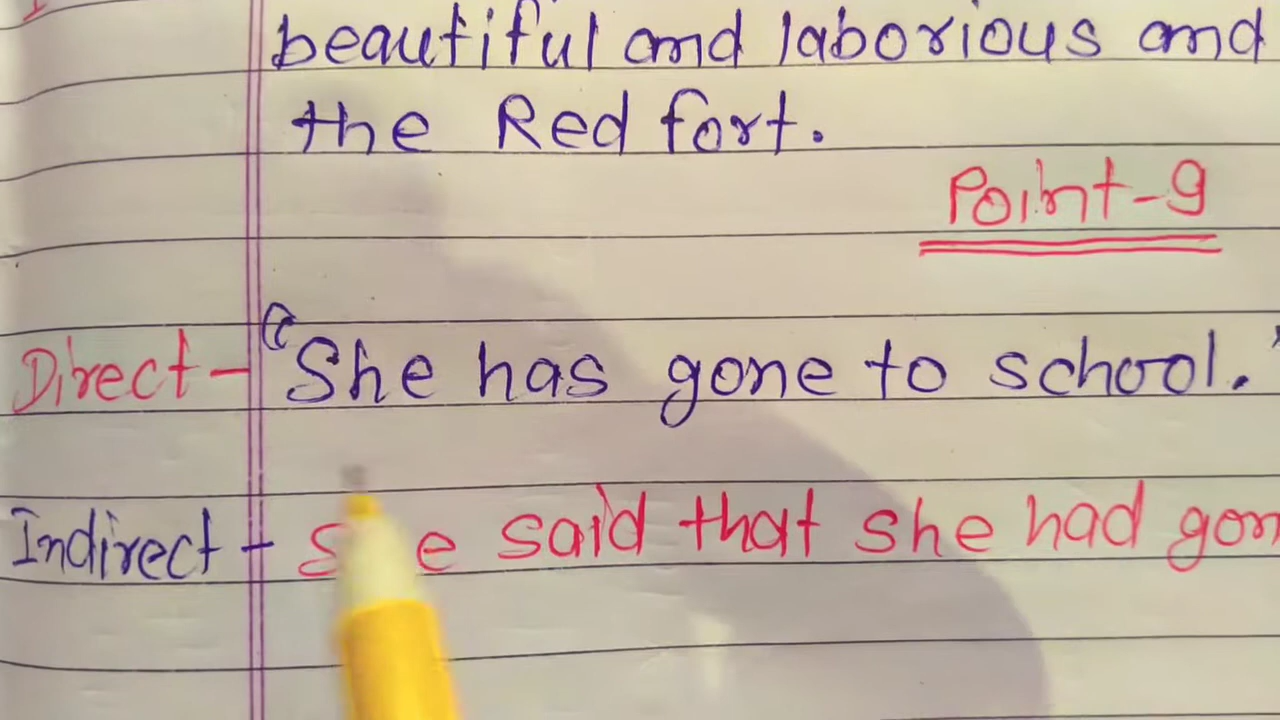 beautiful and laborious and
the Red fort.
Point-9
Direct- "She has gone to school."
Indirect- She said that she had